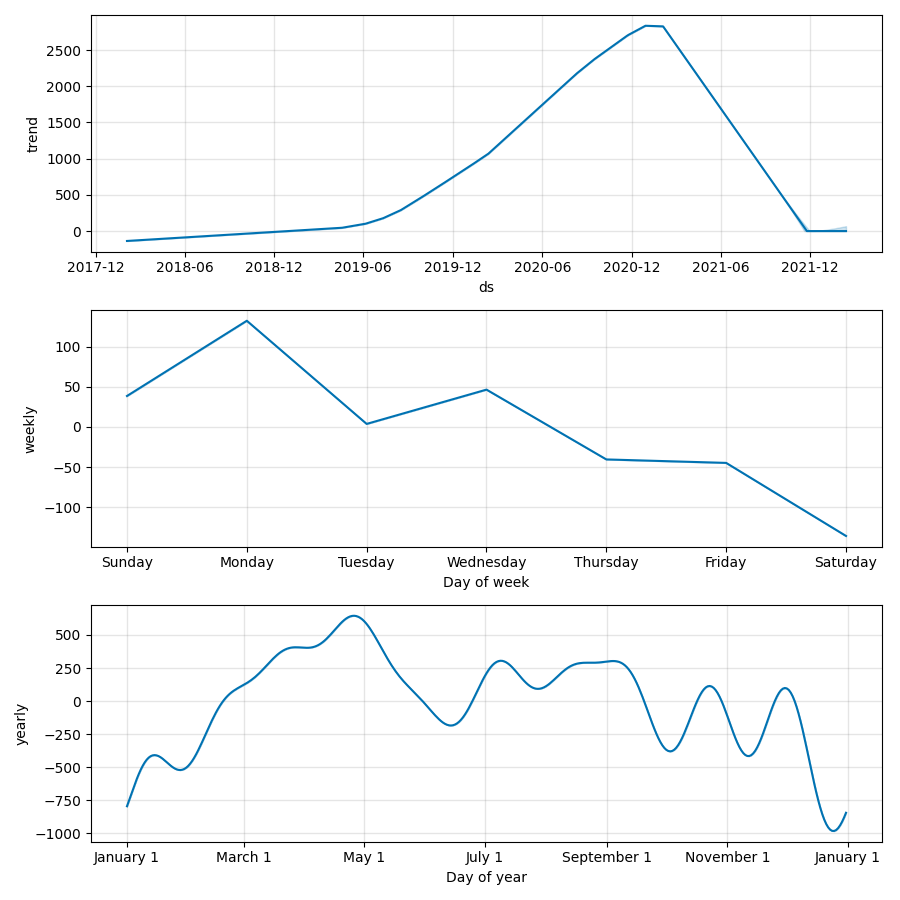 2500
2000
1500
1000
500
0
trend
2017-12 2018-06 2018-12 2019-06 2019-12 2020-06 2020-12 2021-06 2021-12
ds
100
50
0
−50
−100
weekly
Sunday Monday Tuesday Wednesday Thursday Friday Saturday
Day of week
500
250
0
−250
−500
−750
−1000
yearly
January 1 March 1 May 1 July 1 September 1 November 1 January 1
Day of year